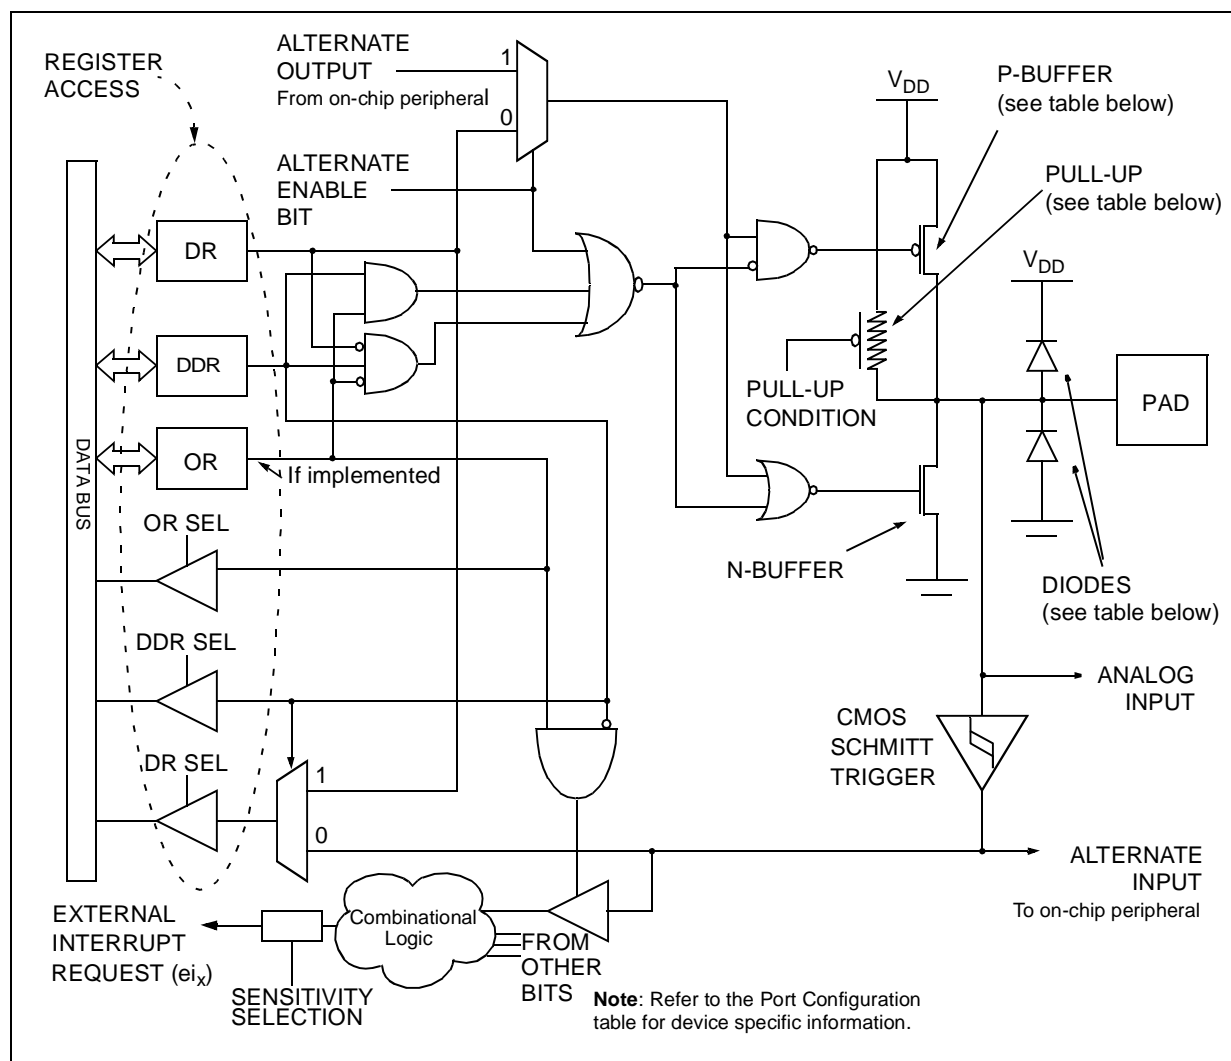 REGISTER
ACCESS
ALTERNATE
OUTPUT
From on-chip peripheral
1
0
ALTERNATE
ENABLE
BIT
VDD
P-BUFFER
(see table below)
PULL-UP
(see table below)
DR
DDR
OR
If implemented
DATA BUS
VDD
PAD
PULL-UP
CONDITION
N-BUFFER
DIODES
(see table below)
OR SEL
DDR SEL
DR SEL
1
0
ANALOG
INPUT
CMOS
SCHMITT
TRIGGER
ALTERNATE
INPUT
To on-chip peripheral
EXTERNAL
INTERRUPT
REQUEST (eix)
Combinational
Logic
SENSITIVITY
SELECTION
FROM
OTHER
BITS
Note: Refer to the Port Configuration
table for device specific information.